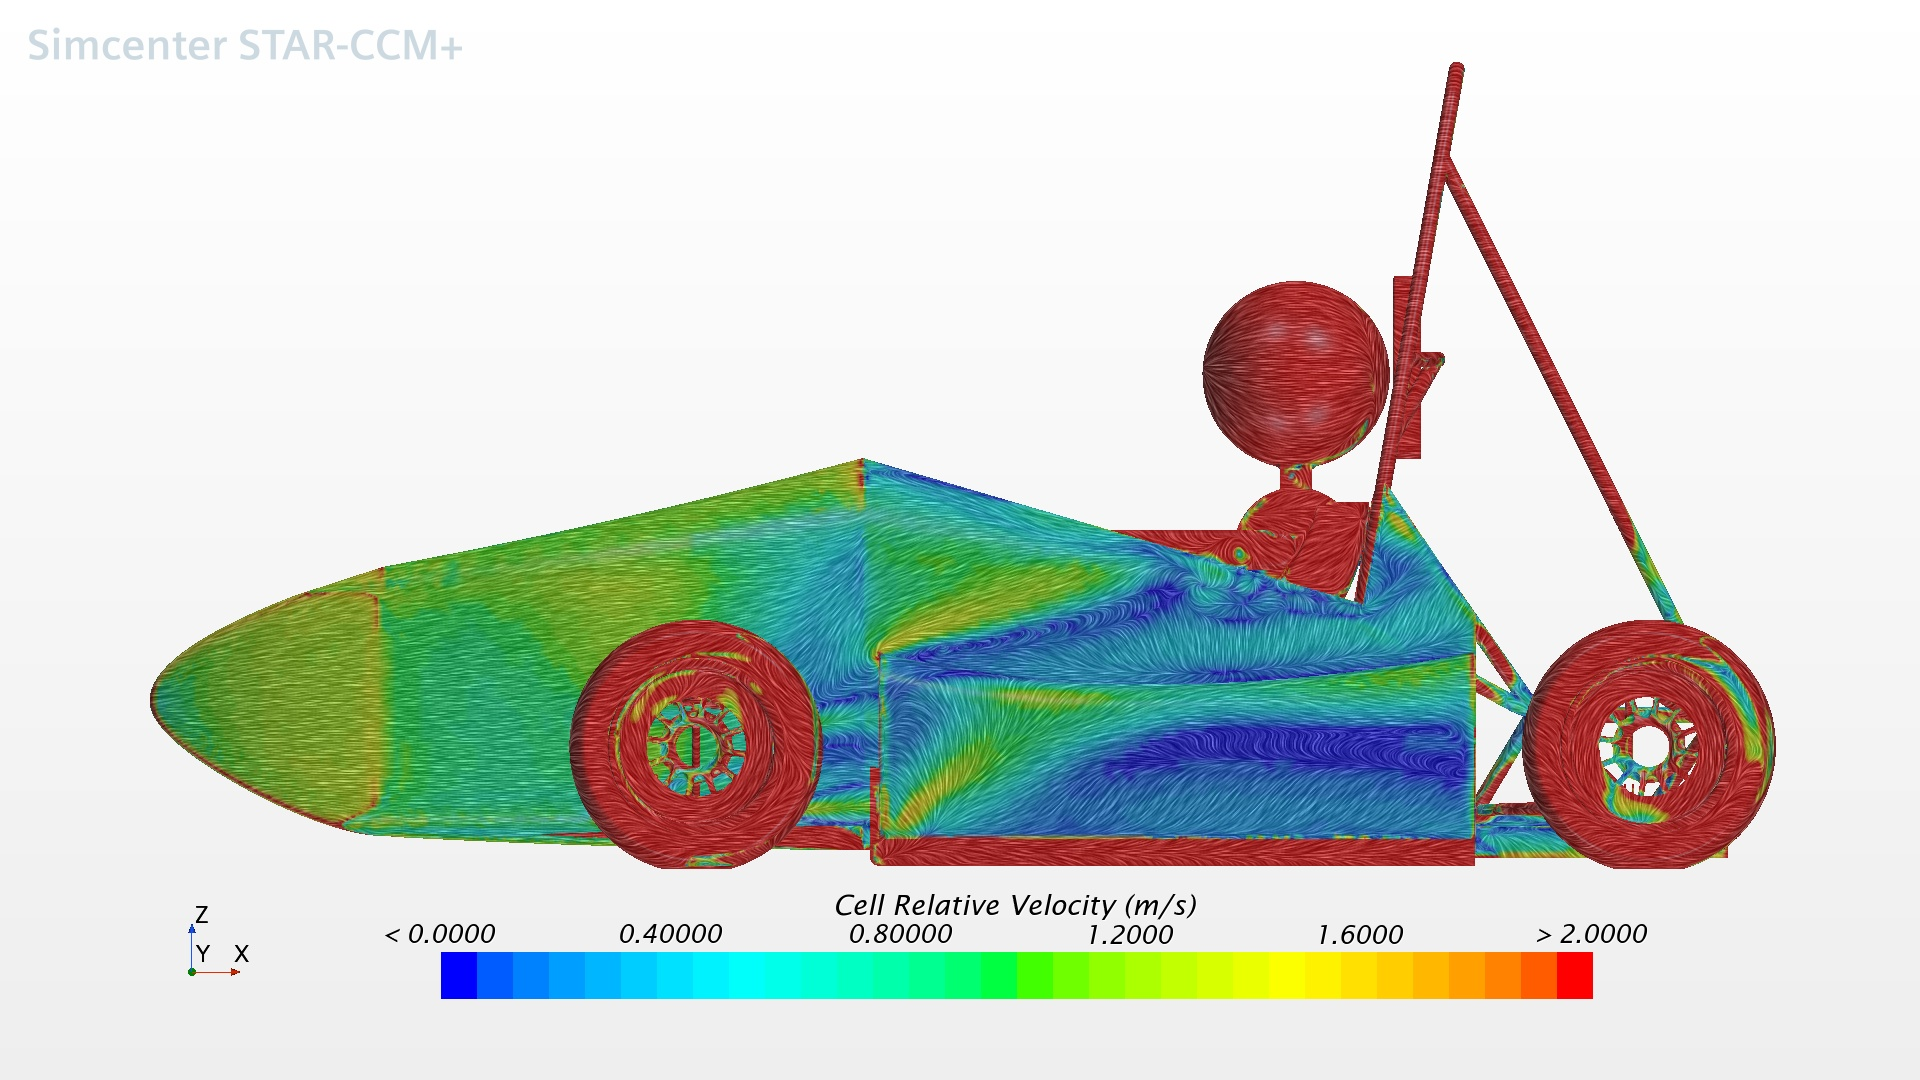 Simcenter STAR-CCM+
Cell Relative Velocity (m/s)
< 0.0000 0.40000 0.80000 1.2000 1.6000 > 2.0000
Z
Y X